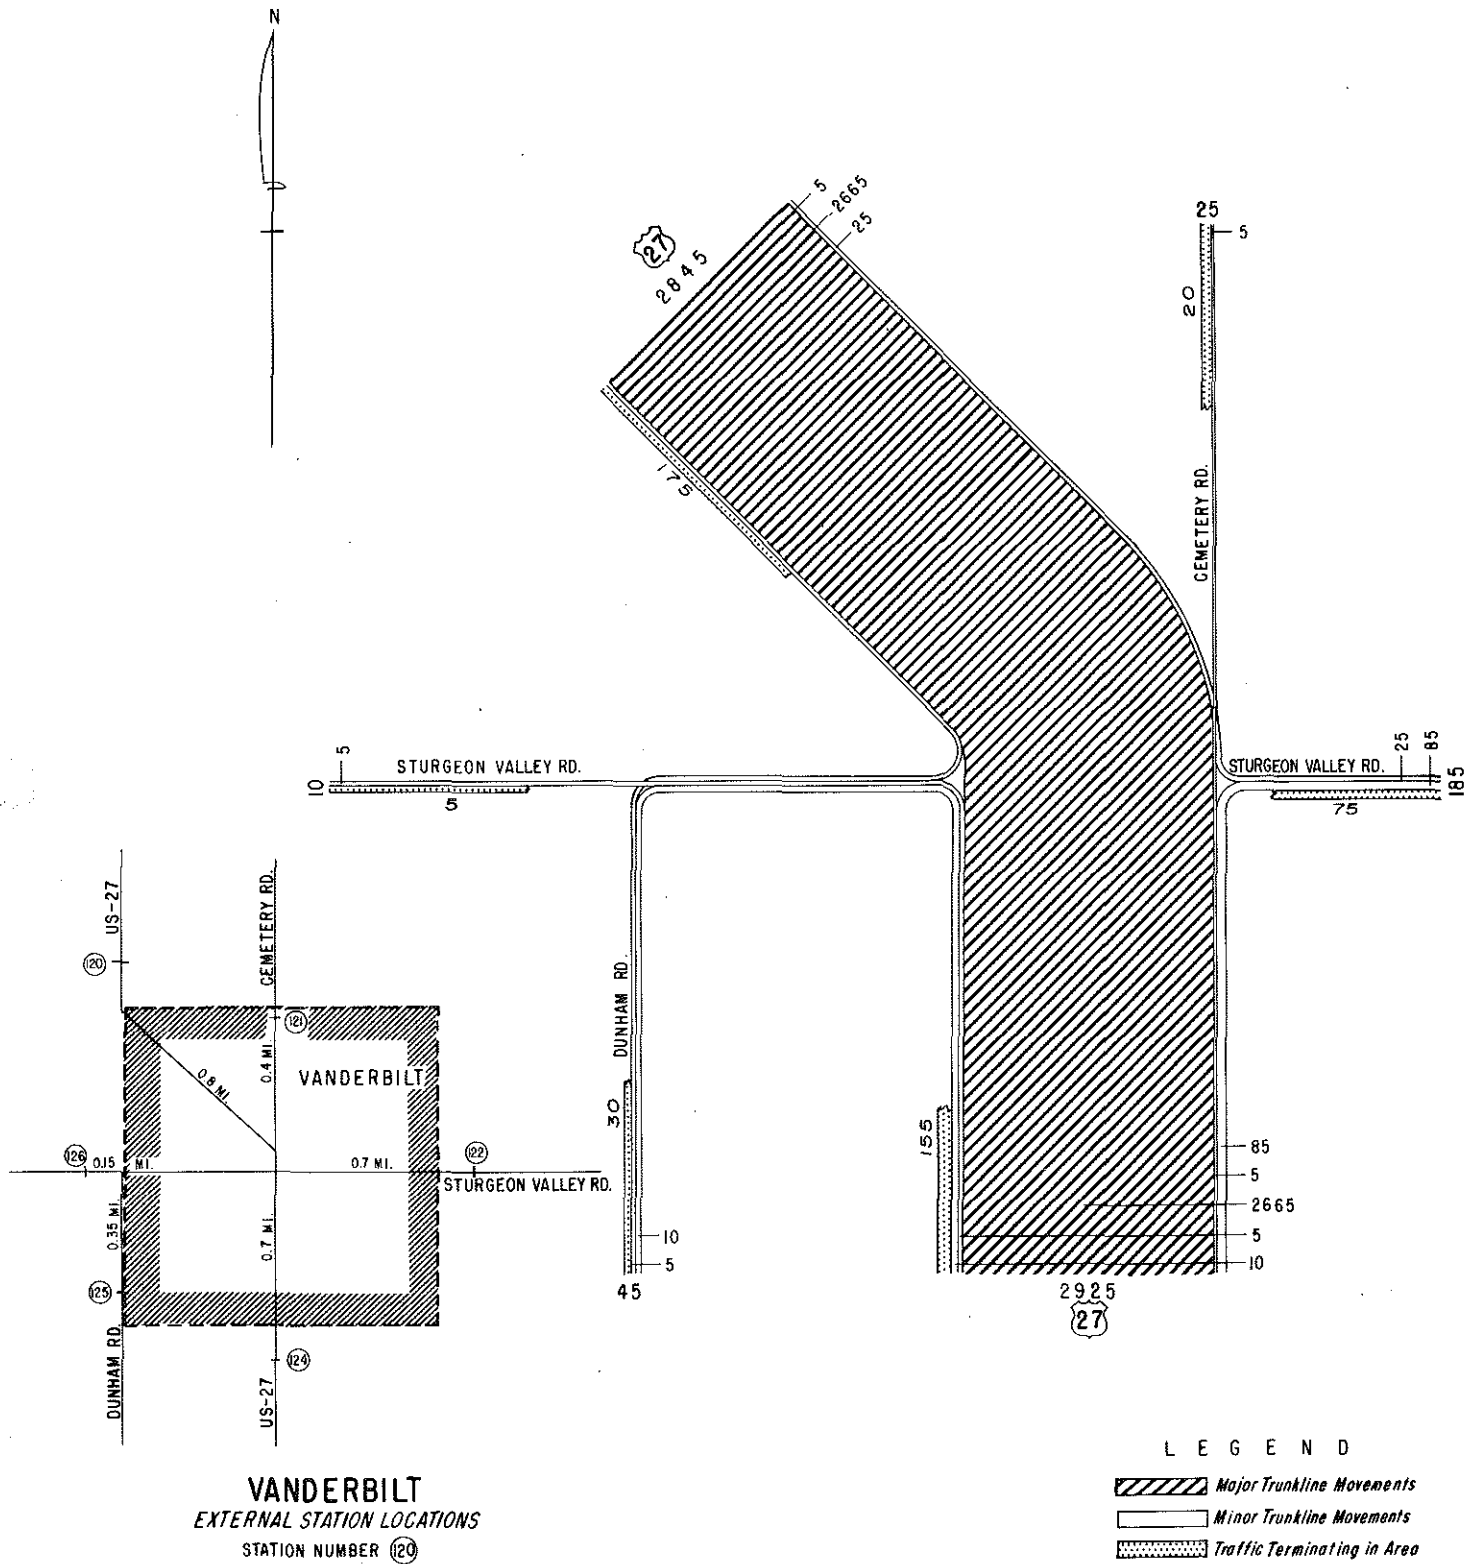 N
5
2665
25
27
2845
175
25
5
20
CEMETERY RD.
5
10
STURGEON VALLEY RD.
5
STURGEON VALLEY RD.
25
85
185
75
DUNHAM RD.
30
10
5
45
155
85
5
2665
5
10
2925
27
US-27
CEMETERY RD.
120
121
0.4 MI.
0.8 MI.
VANDERBILT
126
0.15 MI.
0.7 MI.
122
STURGEON VALLEY RD.
0.35 MI.
0.7 MI.
125
DUNHAM RD.
124
US-27
VANDERBILT
EXTERNAL STATION LOCATIONS
STATION NUMBER 120
LEGEND
Major Trunkline Movements
Minor Trunkline Movements
Traffic Terminating in Area